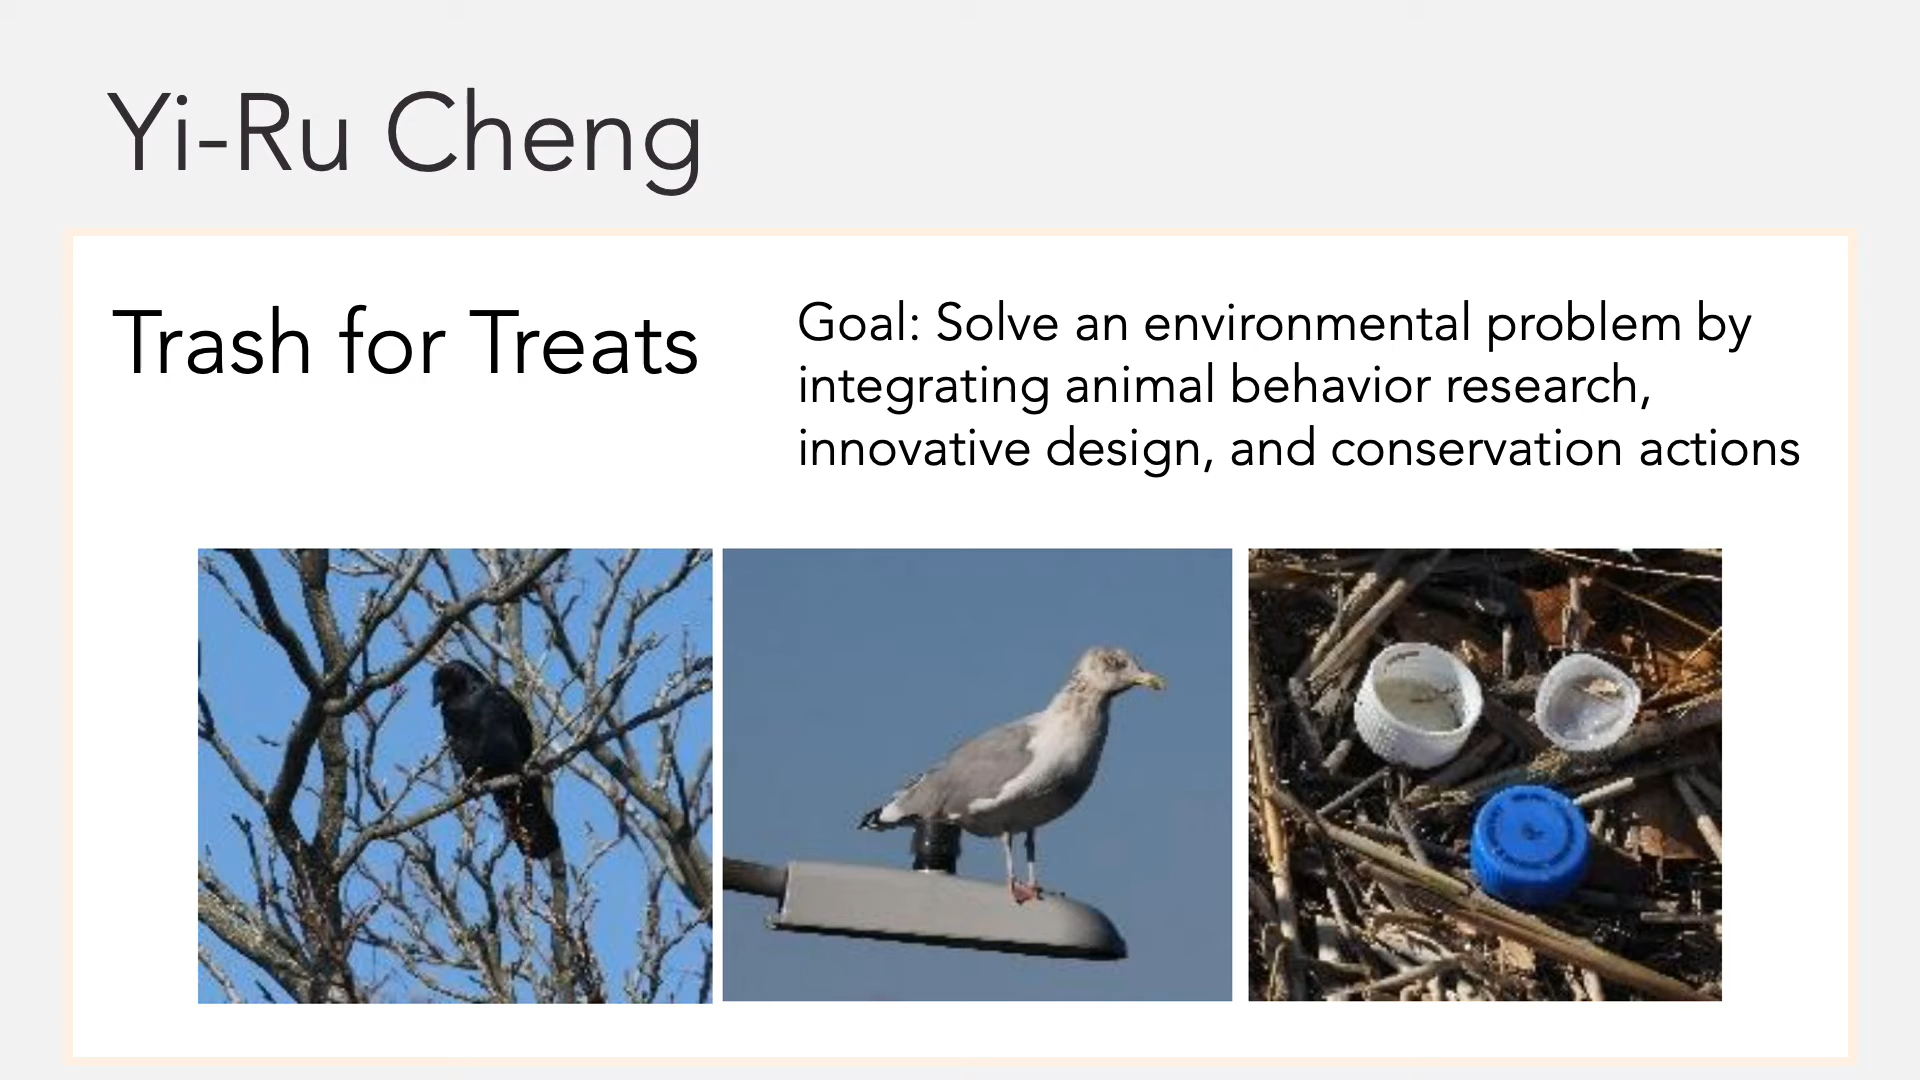 Yi-Ru Cheng
Trash for Treats
Goal: Solve an environmental problem by
integrating animal behavior research,
innovative design, and conservation actions